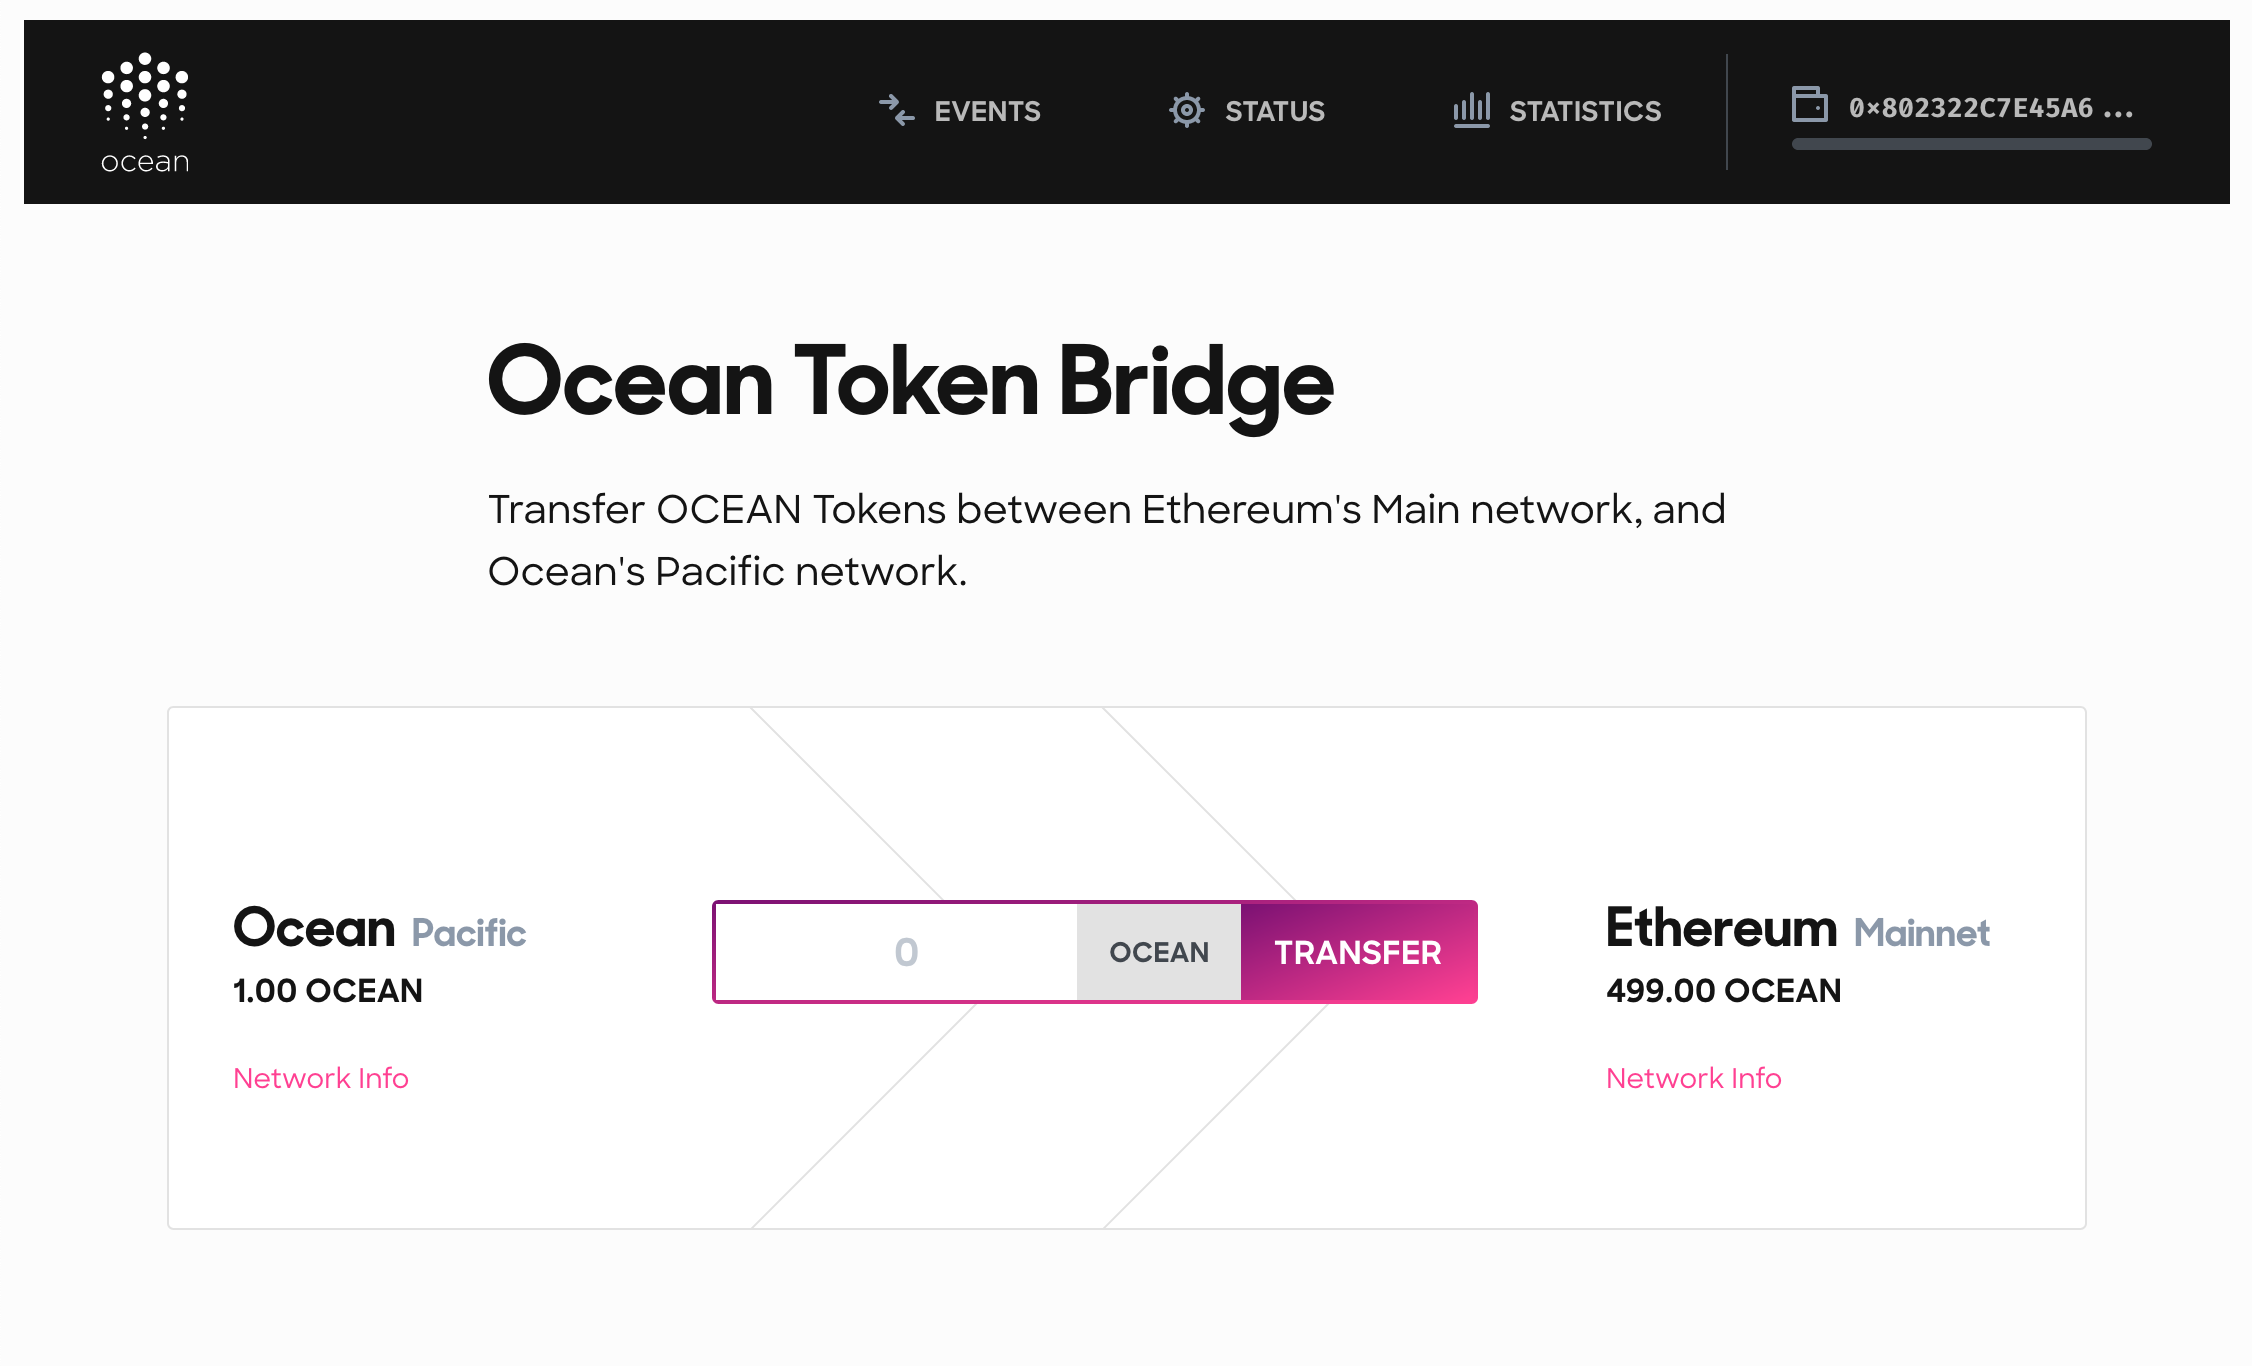 ocean
EVENTS
STATUS
STATISTICS
0×802322C7E45A6 ...
Ocean Token Bridge
Transfer OCEAN Tokens between Ethereum's Main network, and
Ocean's Pacific network.
Ocean Pacific
1.00 OCEAN
Network Info
0
OCEAN
TRANSFER
Ethereum Mainnet
499.00 OCEAN
Network Info